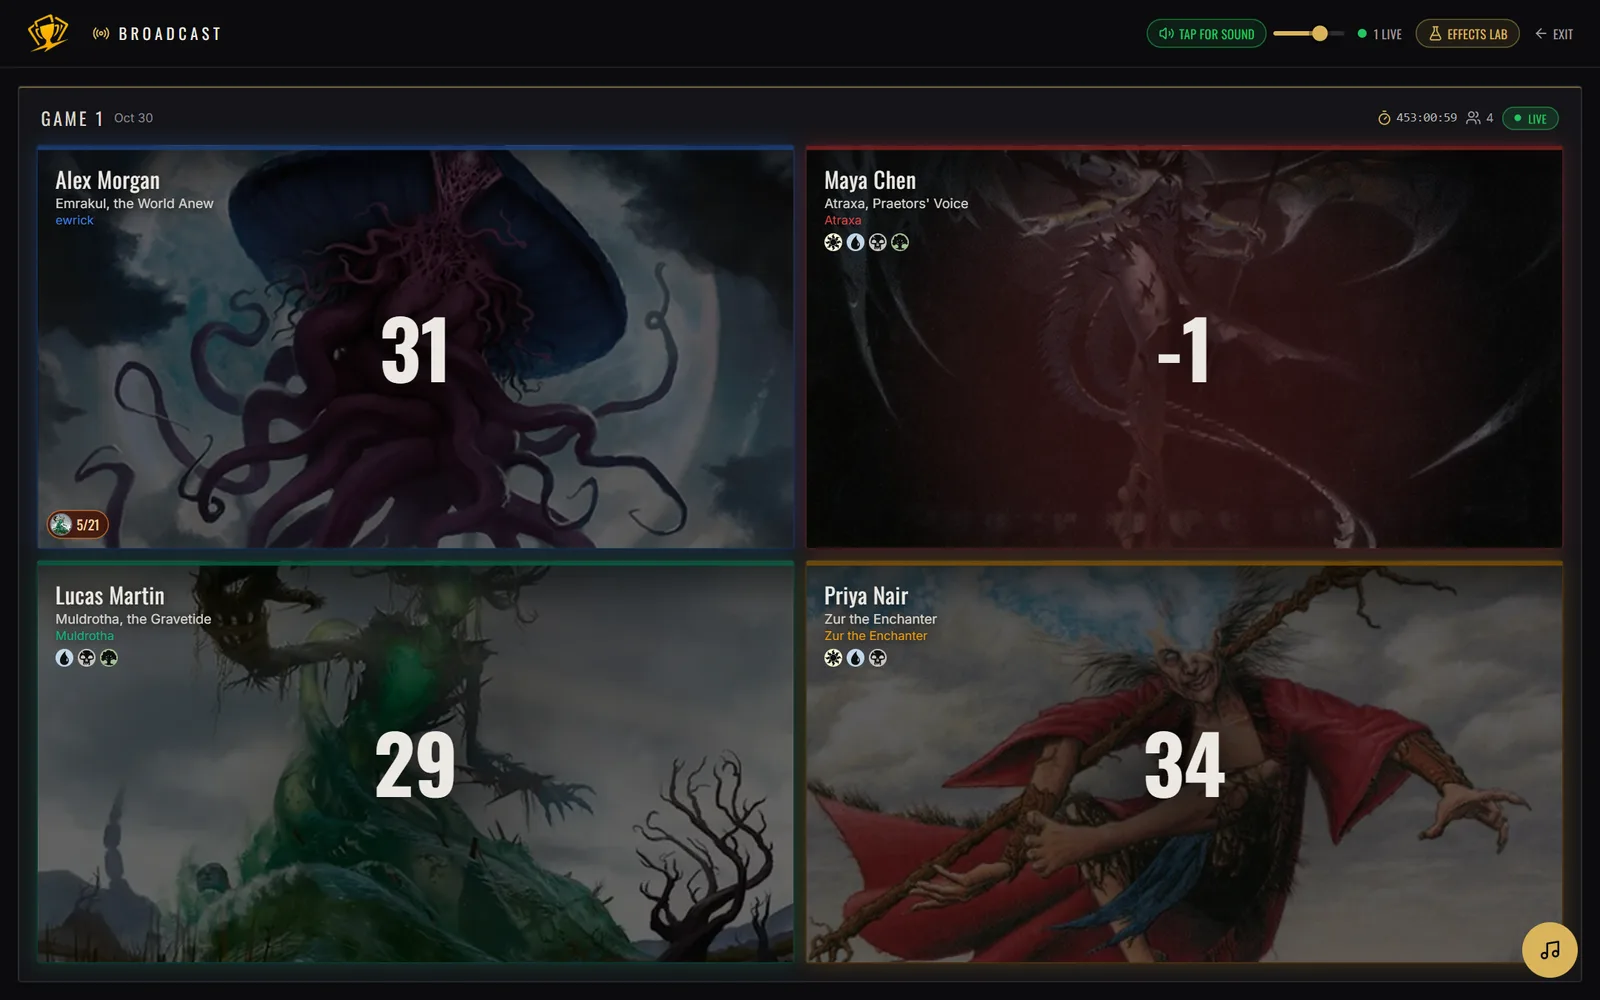 BROADCAST
TAP FOR SOUND
1 LIVE
EFFECTS LAB
EXIT
GAME 1
Oct 30
453:00:59
4
LIVE
Alex Morgan
Emrakul, the World Anew
ewrick
31
5/21
Maya Chen
Atraxa, Praetors' Voice
Atraxa
-1
Lucas Martin
Muldrotha, the Gravetide
Muldrotha
29
Priya Nair
Zur the Enchanter
Zur the Enchanter
34